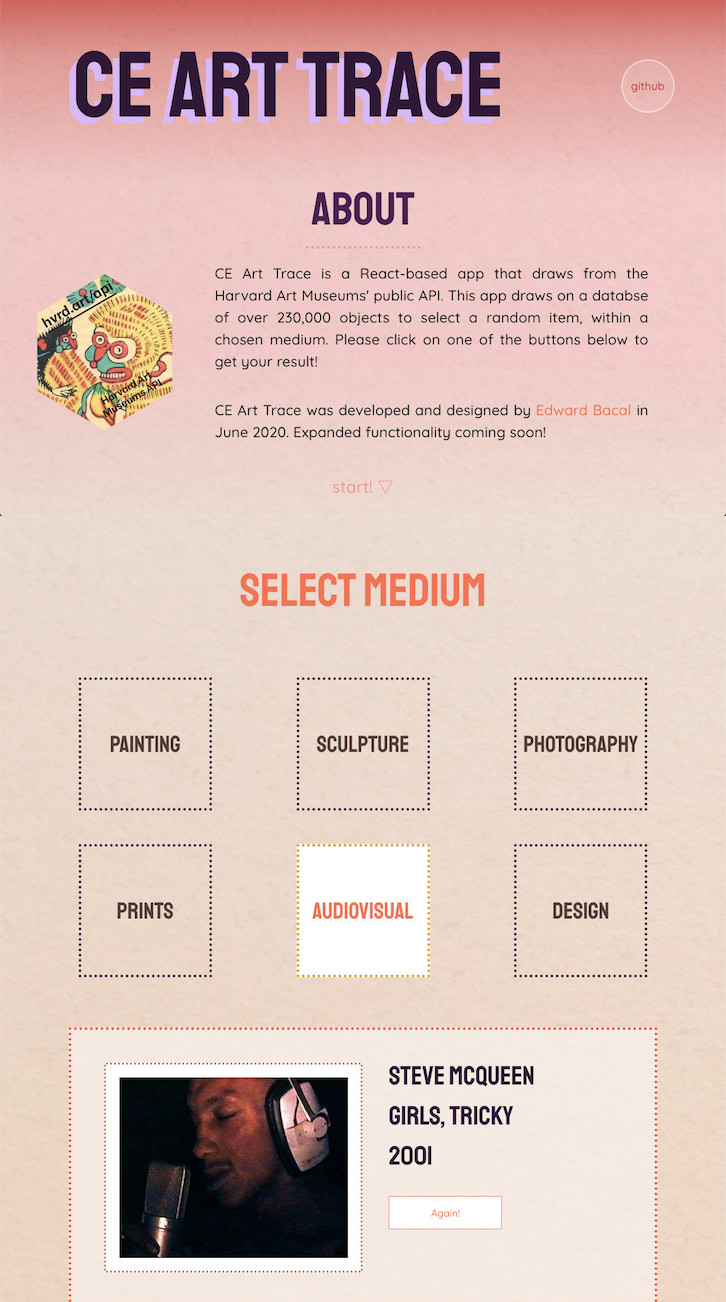 CE ART TRACE
github
ABOUT
hvrd.art/api
Harvard Art
Museums API
CE Art Trace is a React-based app that draws from the
Harvard Art Museums' public API. This app draws on a databse
of over 230,000 objects to select a random item, within a
chosen medium. Please click on one of the buttons below to
get your result!
CE Art Trace was developed and designed by Edward Bacal in
June 2020. Expanded functionality coming soon!
start! ▽
SELECT MEDIUM
PAINTING
SCULPTURE
PHOTOGRAPHY
PRINTS
AUDIOVISUAL
DESIGN
STEVE MCQUEEN
GIRLS, TRICKY
2001
Again!